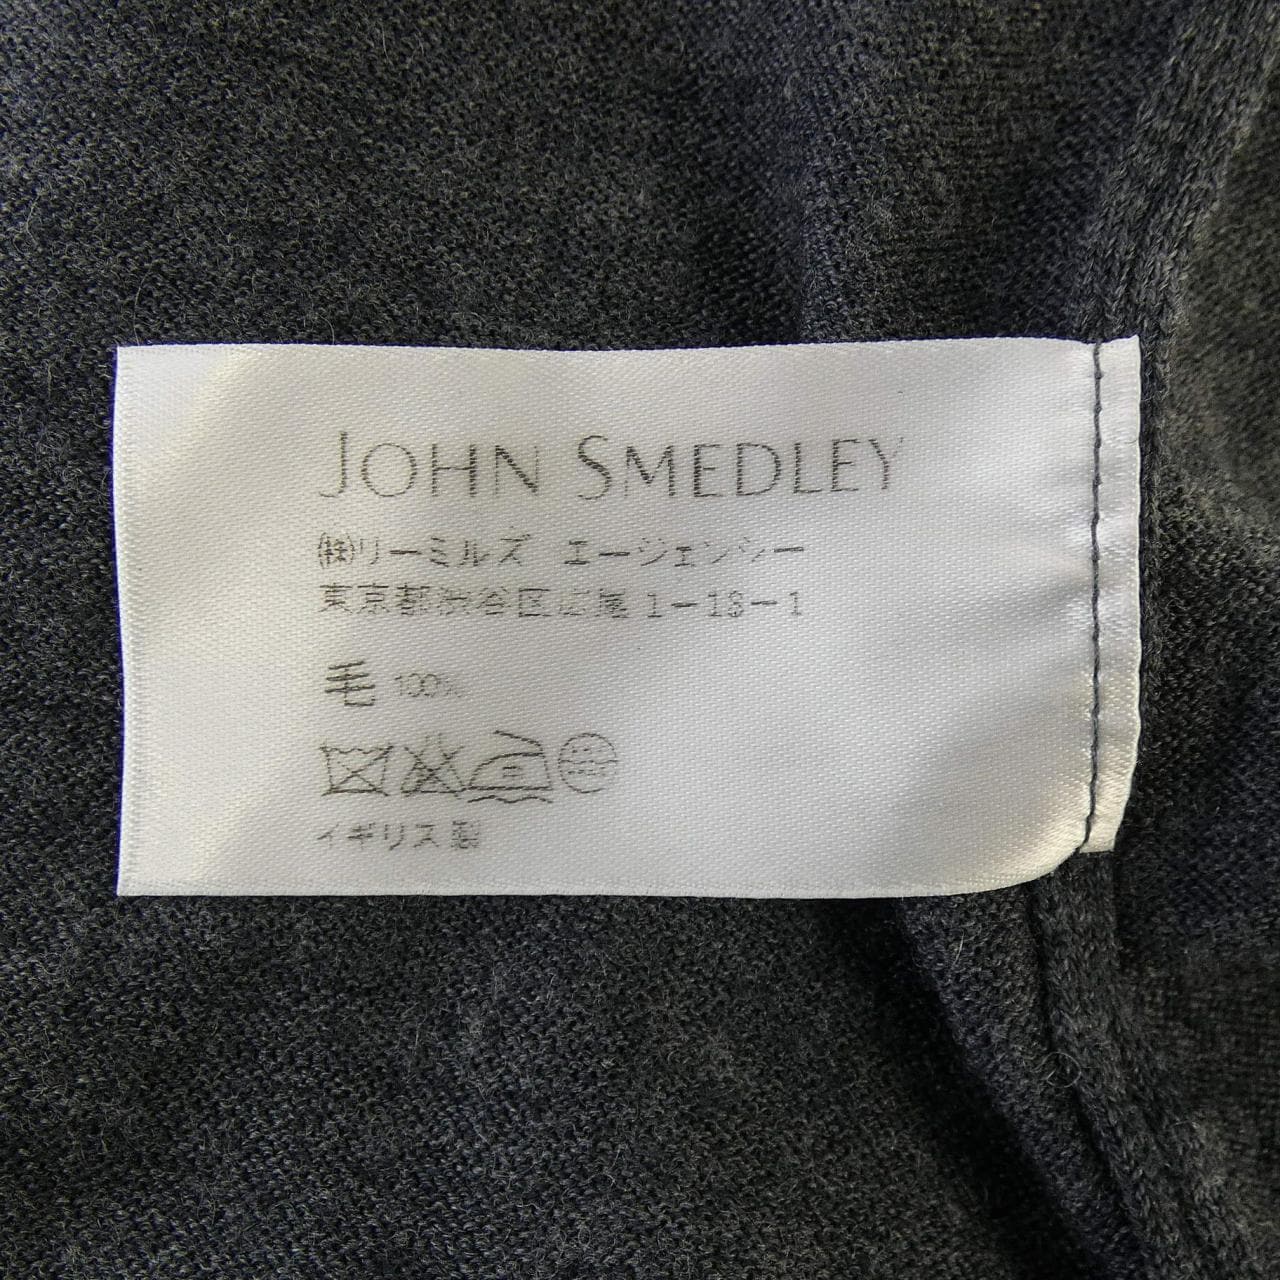 JOHN SMEDLEY
㈱リーミルズ エージェンシー
東京都渋谷区広尾 1-18-1
毛 100%
イギリス製